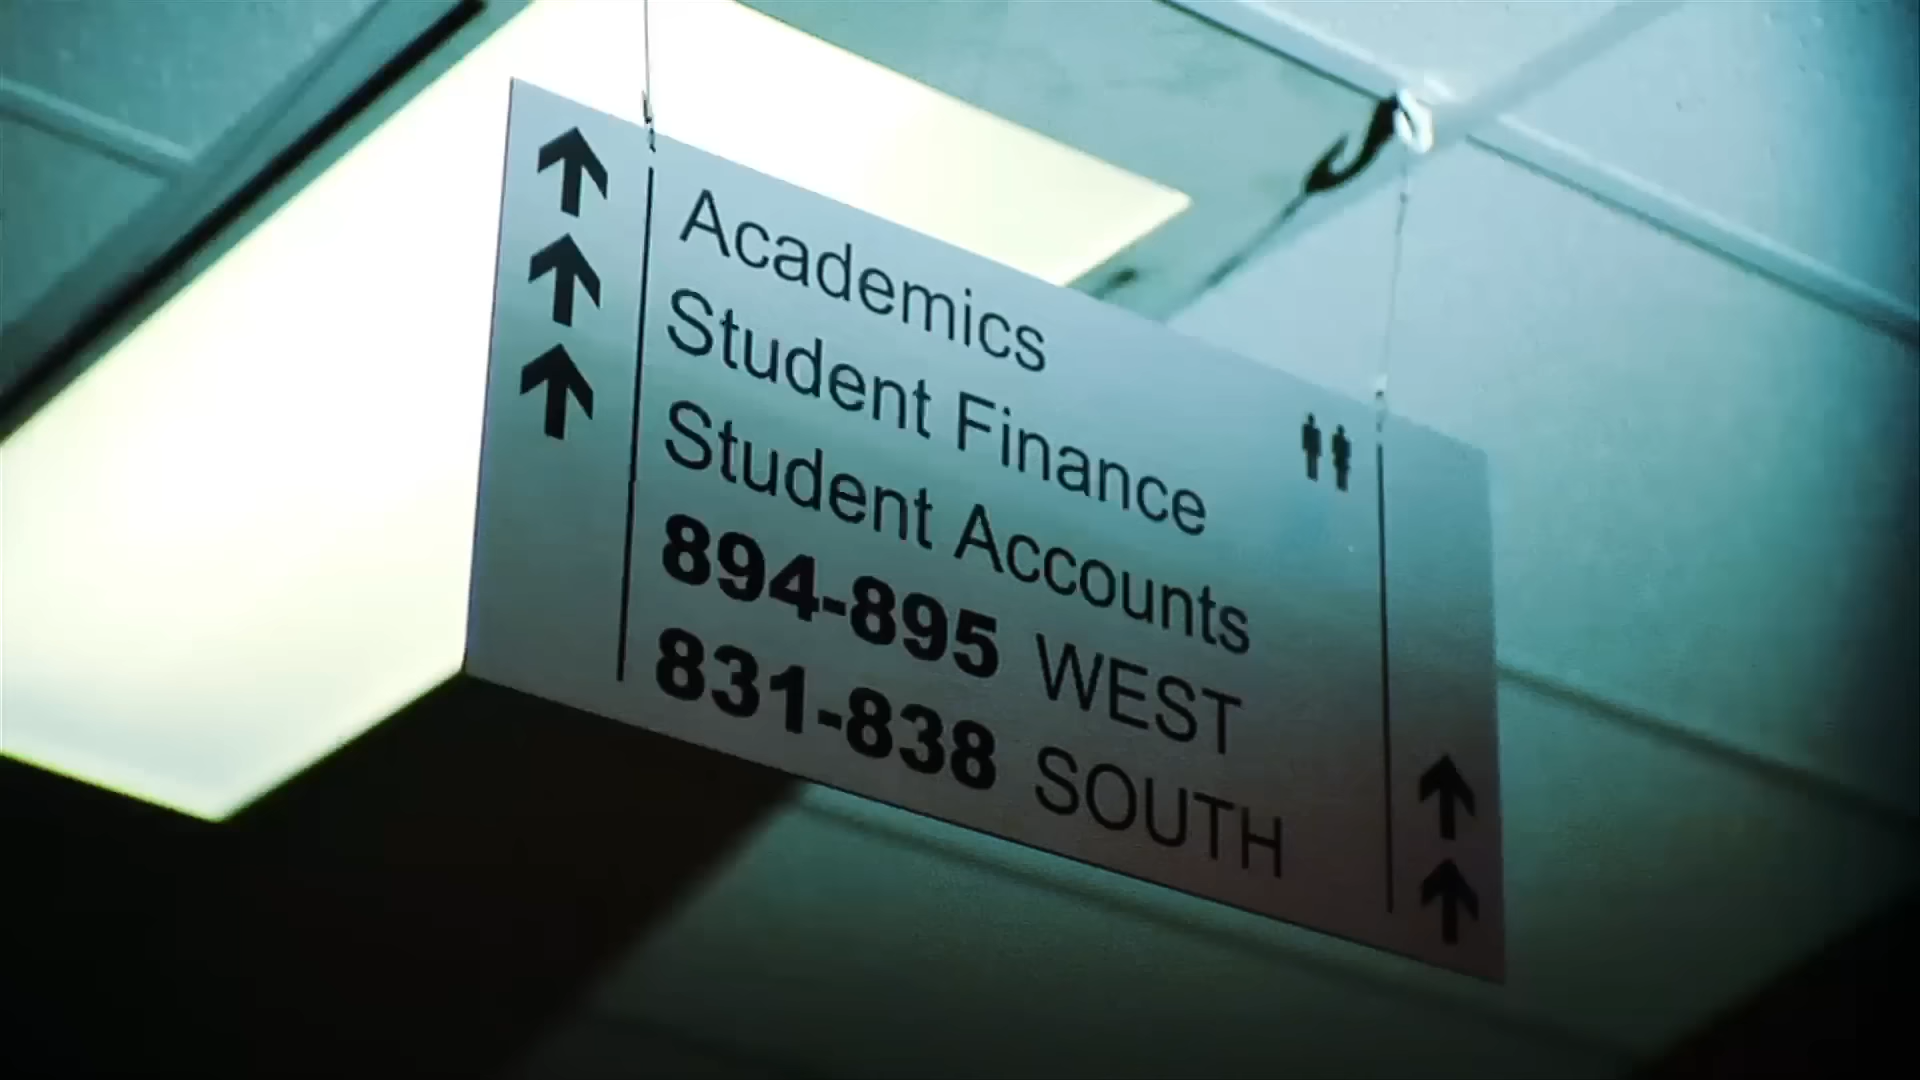 Academics
Student Finance
Student Accounts
894-895 WEST
831-838 SOUTH